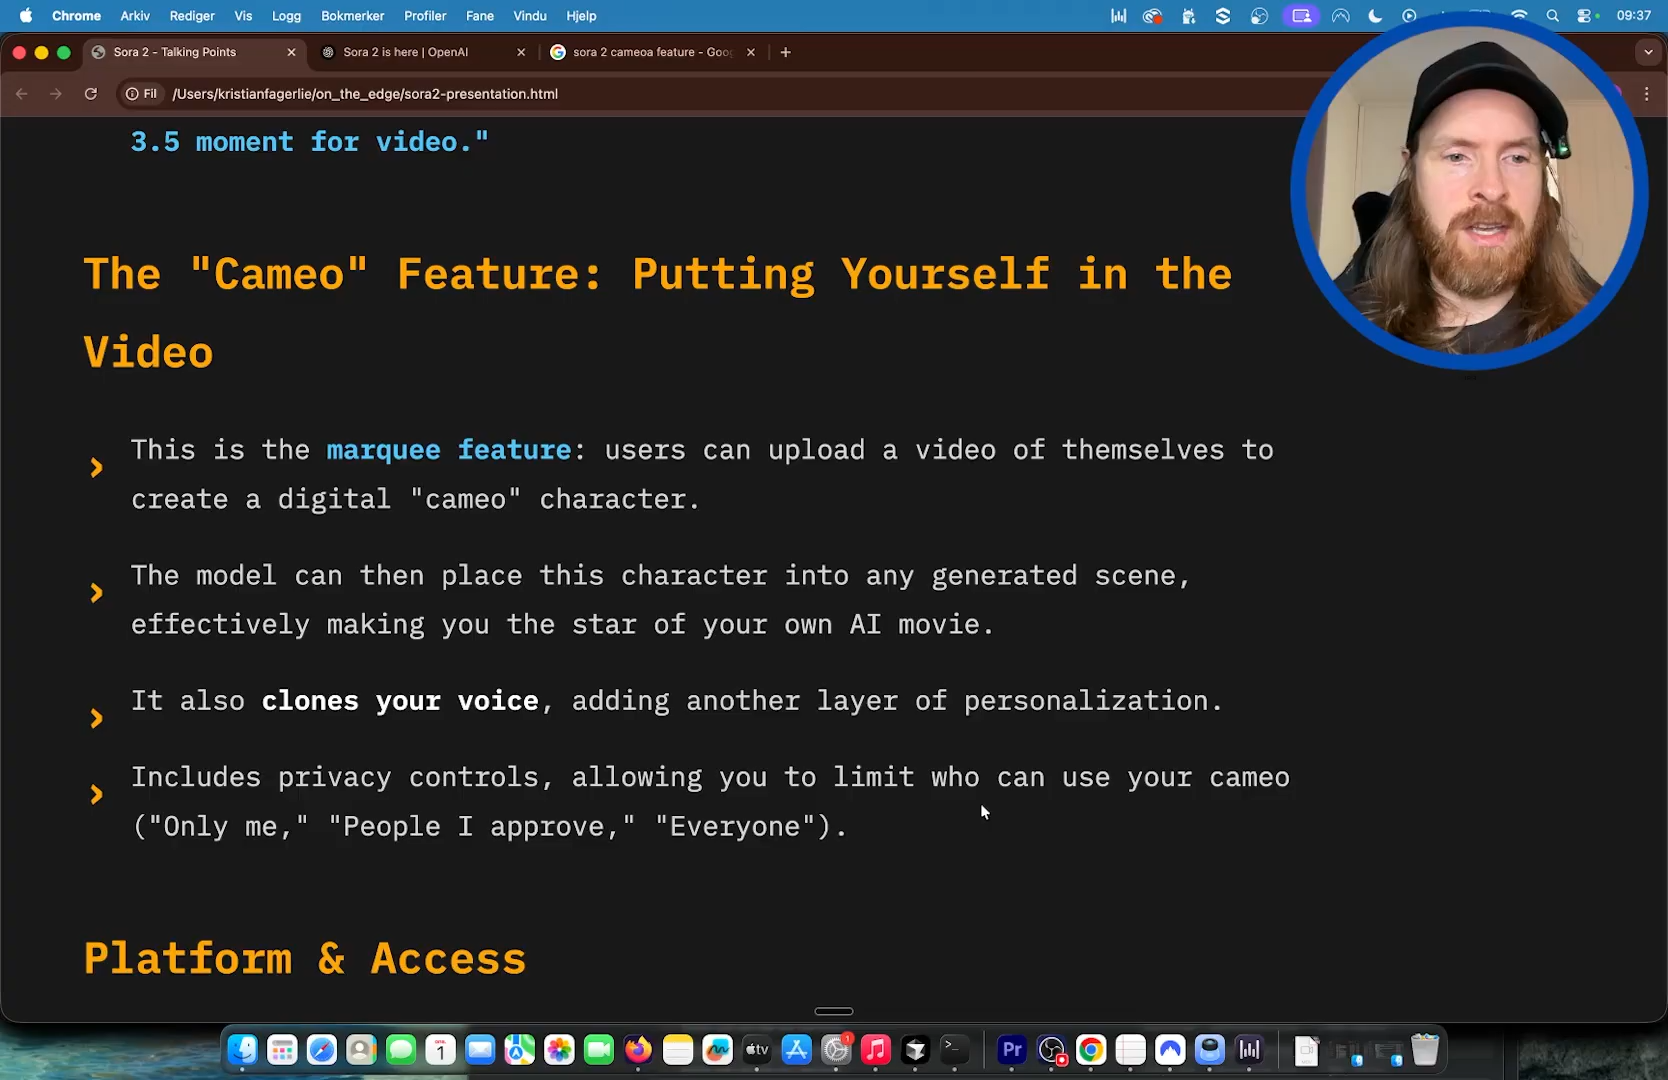 Chrome Arkiv Rediger Vis Logg Bokmerker Profiler Fane Vindu Hjelp 09:37
Sora 2 - Talking Points
Sora 2 is here | OpenAI
sora 2 cameoa feature - Goo
Fil /Users/kristianfagerlie/on_the_edge/sora2-presentation.html
3.5 moment for video."
The "Cameo" Feature: Putting Yourself in the
Video
This is the marquee feature: users can upload a video of themselves to
create a digital "cameo" character.
The model can then place this character into any generated scene,
effectively making you the star of your own AI movie.
It also clones your voice, adding another layer of personalization.
Includes privacy controls, allowing you to limit who can use your cameo
("Only me," "People I approve," "Everyone").
Platform & Access
1
tv
1
Pr